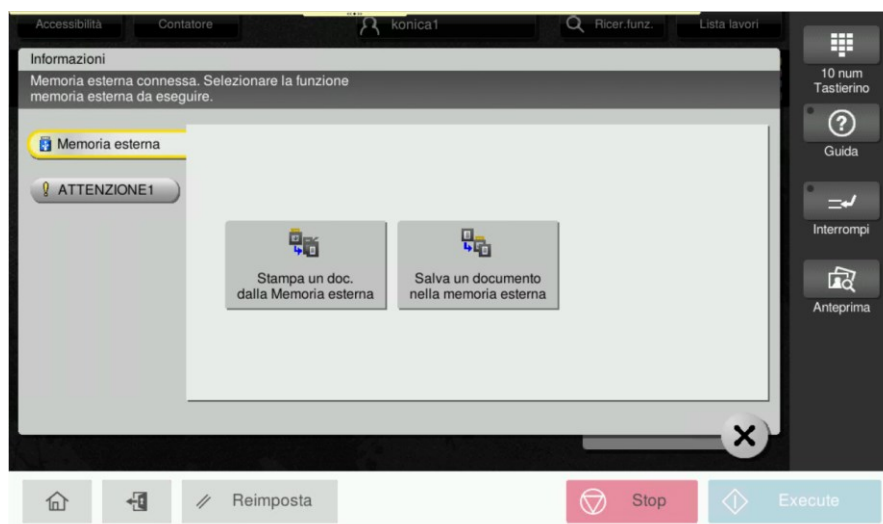 Accessibilità Contatore konica1 Ricer.funz. Lista lavori
Informazioni
Memoria esterna connessa. Selezionare la funzione
memoria esterna da eseguire.
Memoria esterna
ATTENZIONE1
Stampa un doc.
dalla Memoria esterna
Salva un documento
nella memoria esterna
10 num
Tastierino
Guida
Interrompi
Anteprima
Reimposta
Stop
Execute